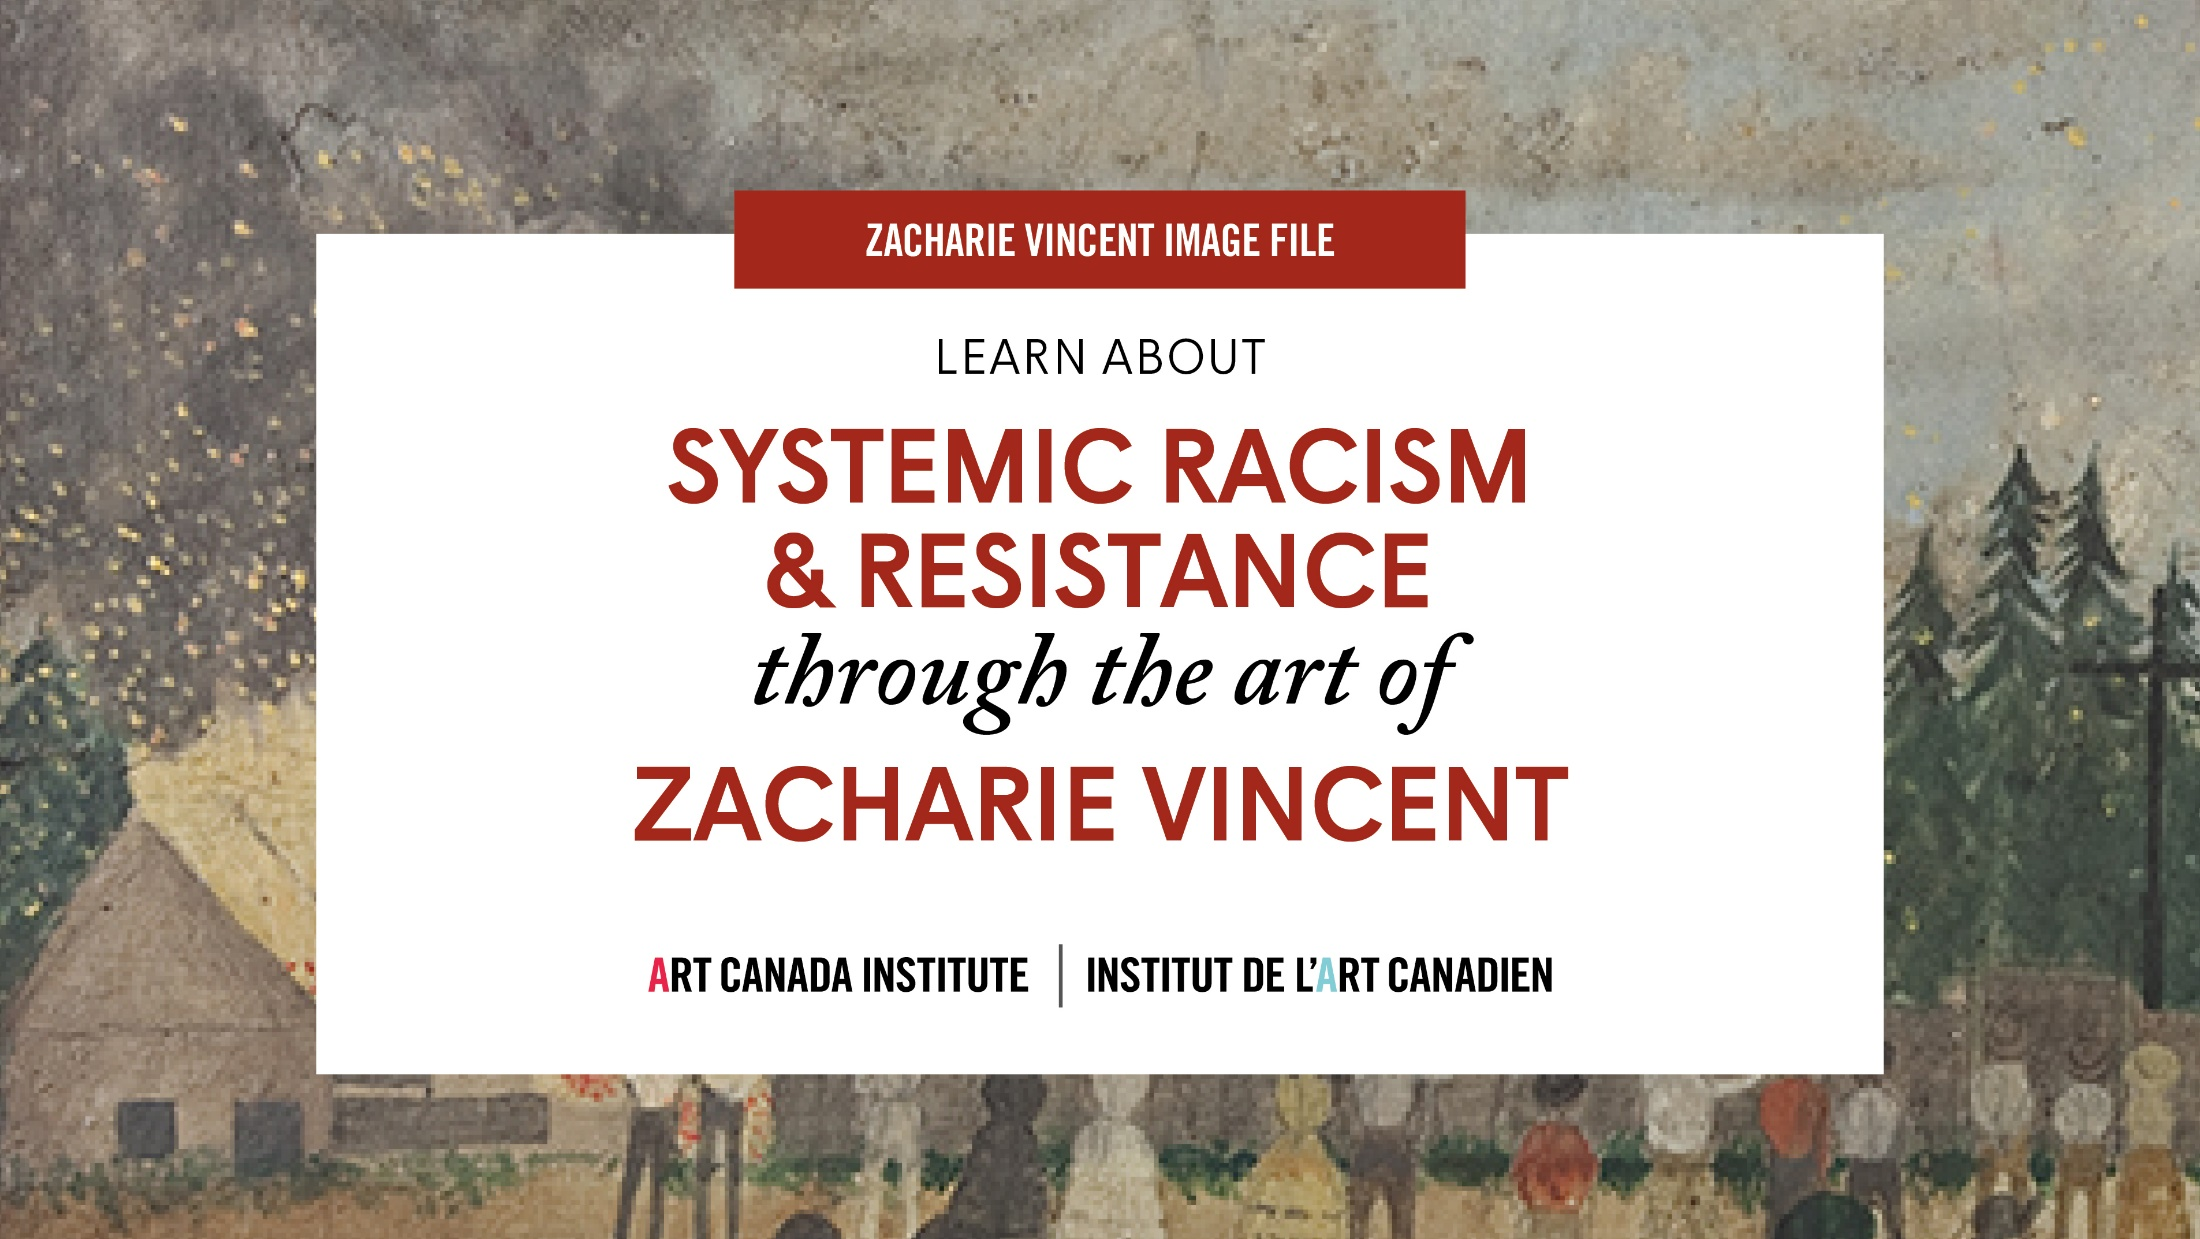 ZACHARIE VINCENT IMAGE FILE
LEARN ABOUT
SYSTEMIC RACISM
& RESISTANCE
through the art of
ZACHARIE VINCENT
ART CANADA INSTITUTE | INSTITUT DE L’ART CANADIEN